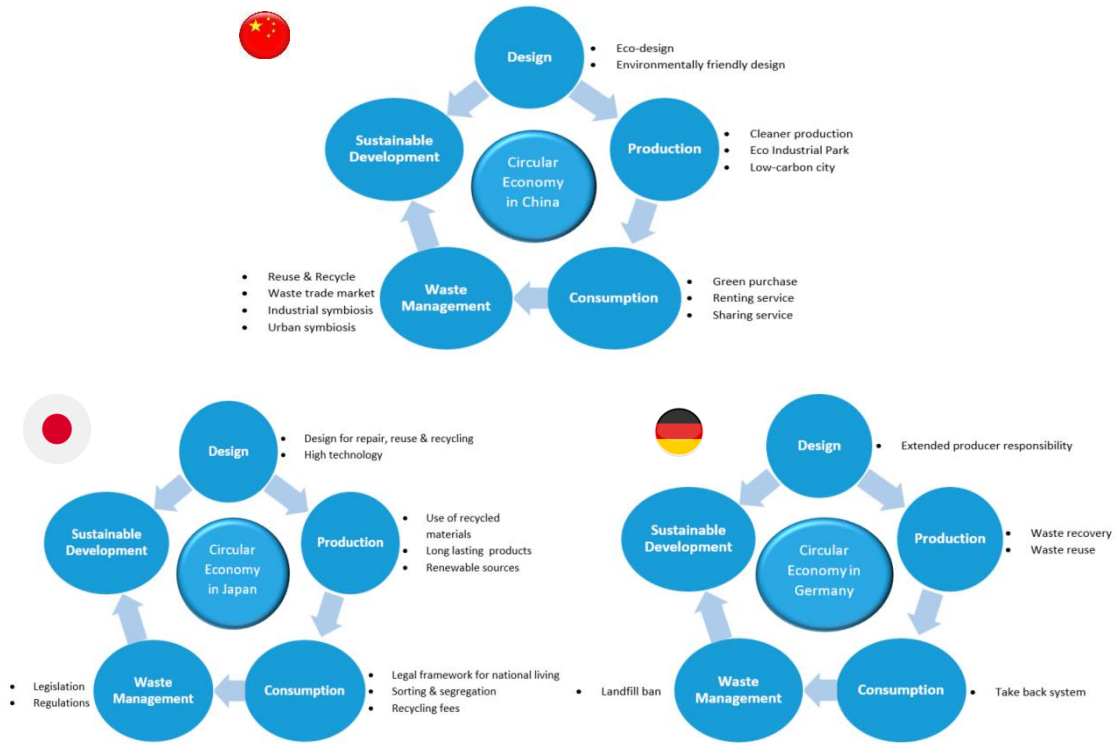 Design
• Eco-design
• Environmentally friendly design
Sustainable
Development
Production
• Cleaner production
• Eco Industrial Park
• Low-carbon city
Circular
Economy
in China
• Reuse & Recycle
• Waste trade market
• Industrial symbiosis
• Urban symbiosis
Waste
Management
Consumption
• Green purchase
• Renting service
• Sharing service
Design
• Design for repair, reuse & recycling
• High technology
Sustainable
Development
Circular
Economy
in Japan
Production
• Use of recycled
materials
• Long lasting products
• Renewable sources
• Legislation
• Regulations
Waste
Management
Consumption
• Legal framework for national living
• Sorting & segregation
• Recycling fees
Design
• Extended producer responsibility
Sustainable
Development
Circular
Economy in
Germany
Production
• Waste recovery
• Waste reuse
• Landfill ban
Waste
Management
Consumption
• Take back system